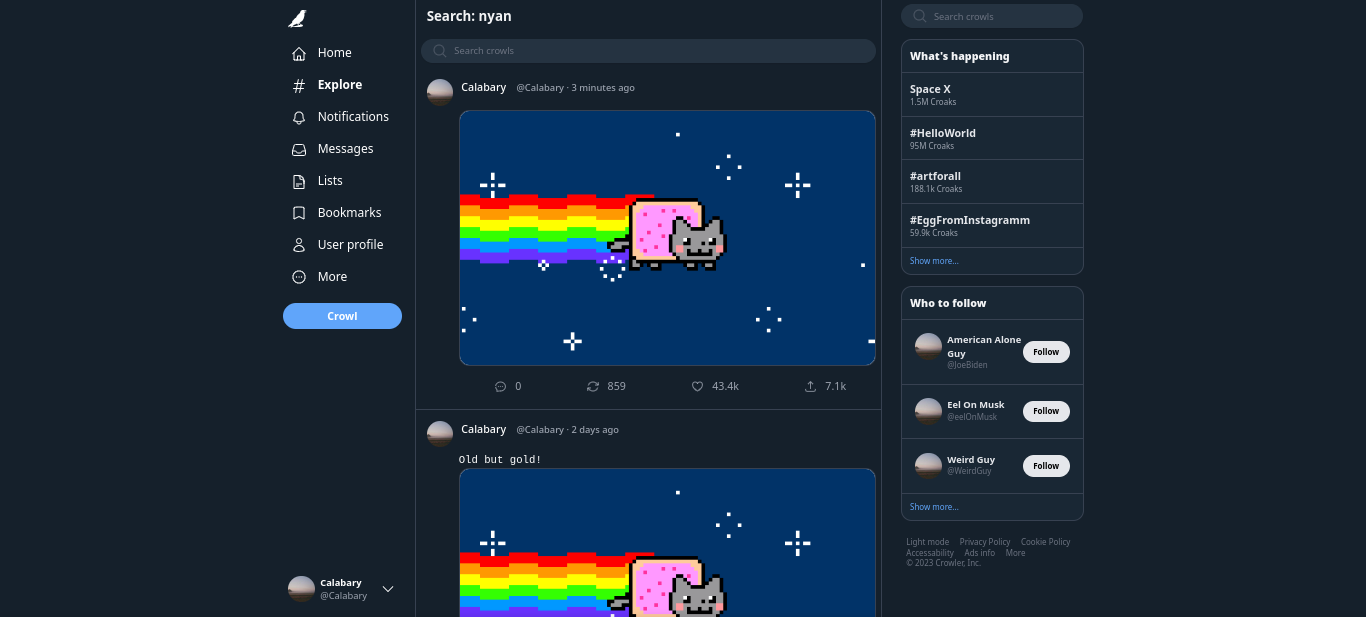 Home
Explore
Notifications
Messages
Lists
Bookmarks
User profile
More
Crowl
Calabary
@Calabary
Search: nyan
Search crowls
Calabary @Calabary · 3 minutes ago
0 859 43.4k 7.1k
Calabary @Calabary · 2 days ago
Old but gold!
Search crowls
What's happening
Space X
1.5M Croaks
#HelloWorld
95M Croaks
#artforall
188.1k Croaks
#EggFromInstagramm
59.9k Croaks
Show more...
Who to follow
American Alone
Guy
@JoeBiden
Follow
Eel On Musk
@eelOnMusk
Follow
Weird Guy
@WeirdGuy
Follow
Show more...
Light mode Privacy Policy Cookie Policy
Accessability Ads info More
© 2023 Crowler, Inc.